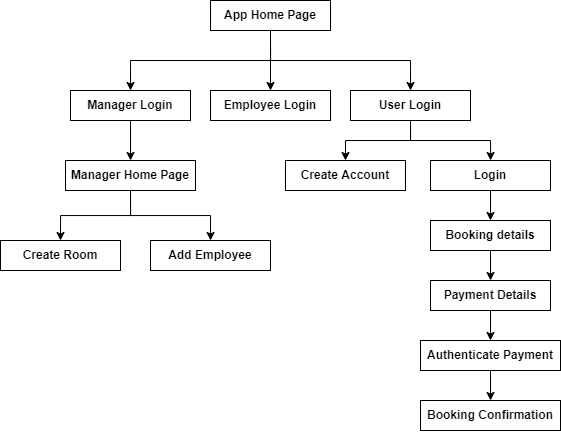 App Home Page
Manager Login
Employee Login
User Login
Manager Home Page
Create Account
Login
Create Room
Add Employee
Booking details
Payment Details
Authenticate Payment
Booking Confirmation